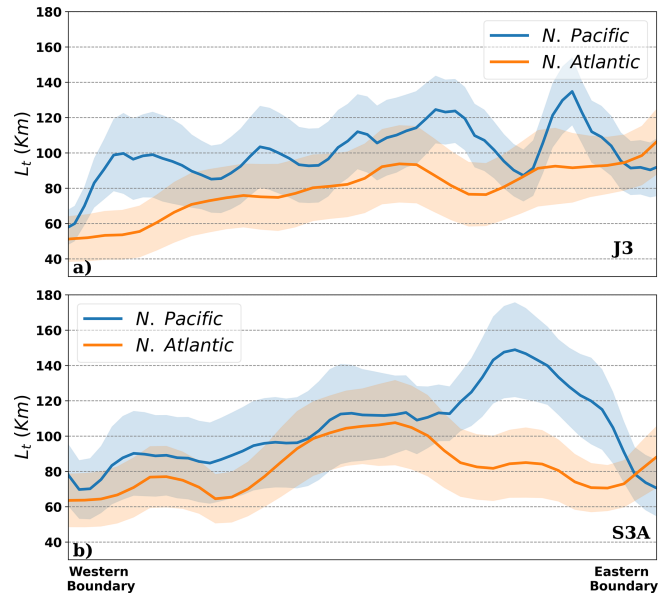 180
160
140
120
100
80
60
40
L_t (Km)
N. Pacific
N. Atlantic
a)
J3
180
160
140
120
100
80
60
40
L_t (Km)
N. Pacific
N. Atlantic
b)
S3A
Western
Boundary
Eastern
Boundary